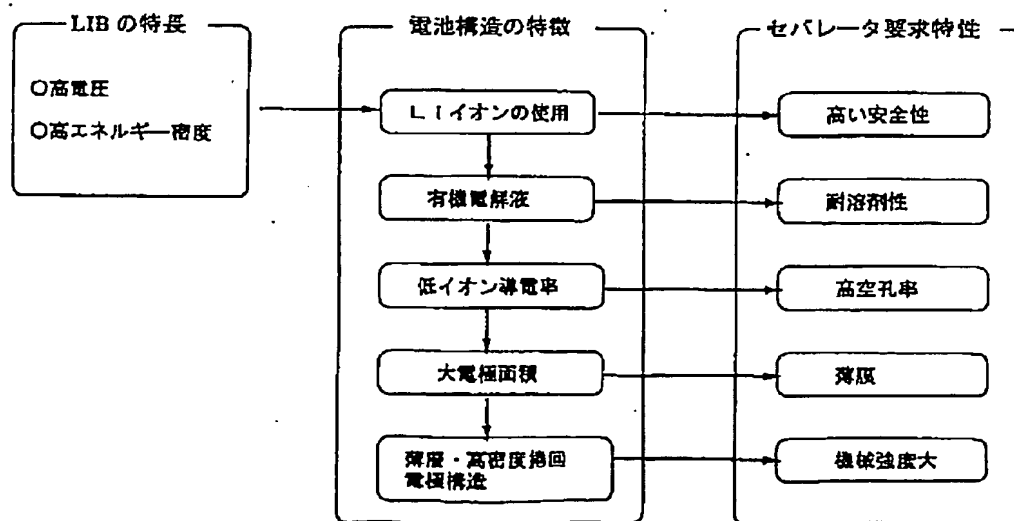 LIB の特長
○高電圧
○高エネルギー密度
電池構造の特徴
LIイオンの使用
有機電解液
低イオン導電率
大電極面積
薄層・高密度捲回
電極構造
セパレータ要求特性
高い安全性
耐溶剤性
高空孔率
薄膜
機械強度大